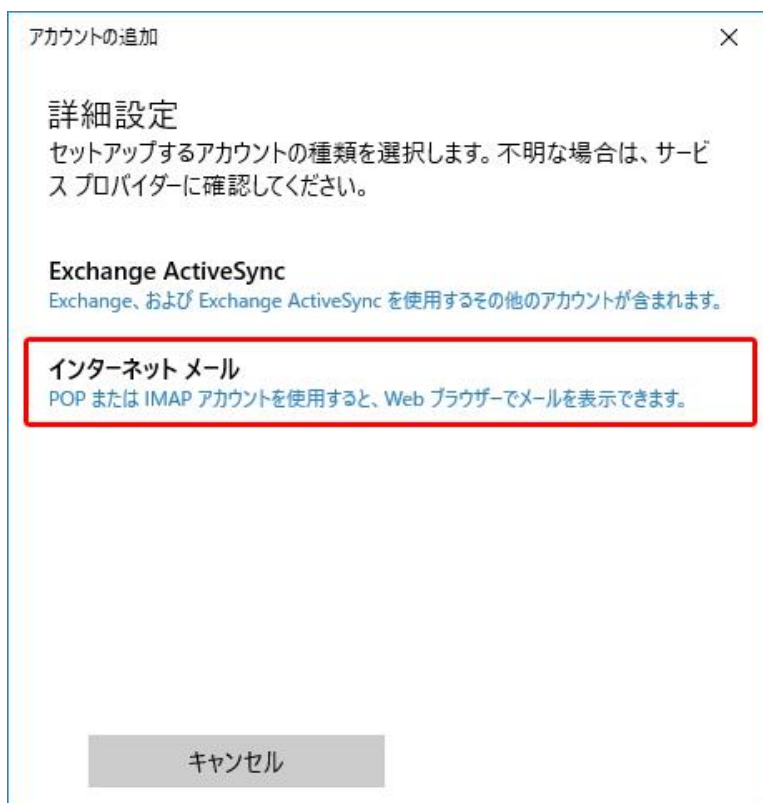 アカウントの追加
詳細設定
セットアップするアカウントの種類を選択します。不明な場合は、サービ
ス プロバイダーに確認してください。
Exchange ActiveSync
Exchange、および Exchange ActiveSync を使用するその他のアカウントが含まれます。
インターネット メール
POP または IMAP アカウントを使用すると、Web ブラウザーでメールを表示できます。
キャンセル